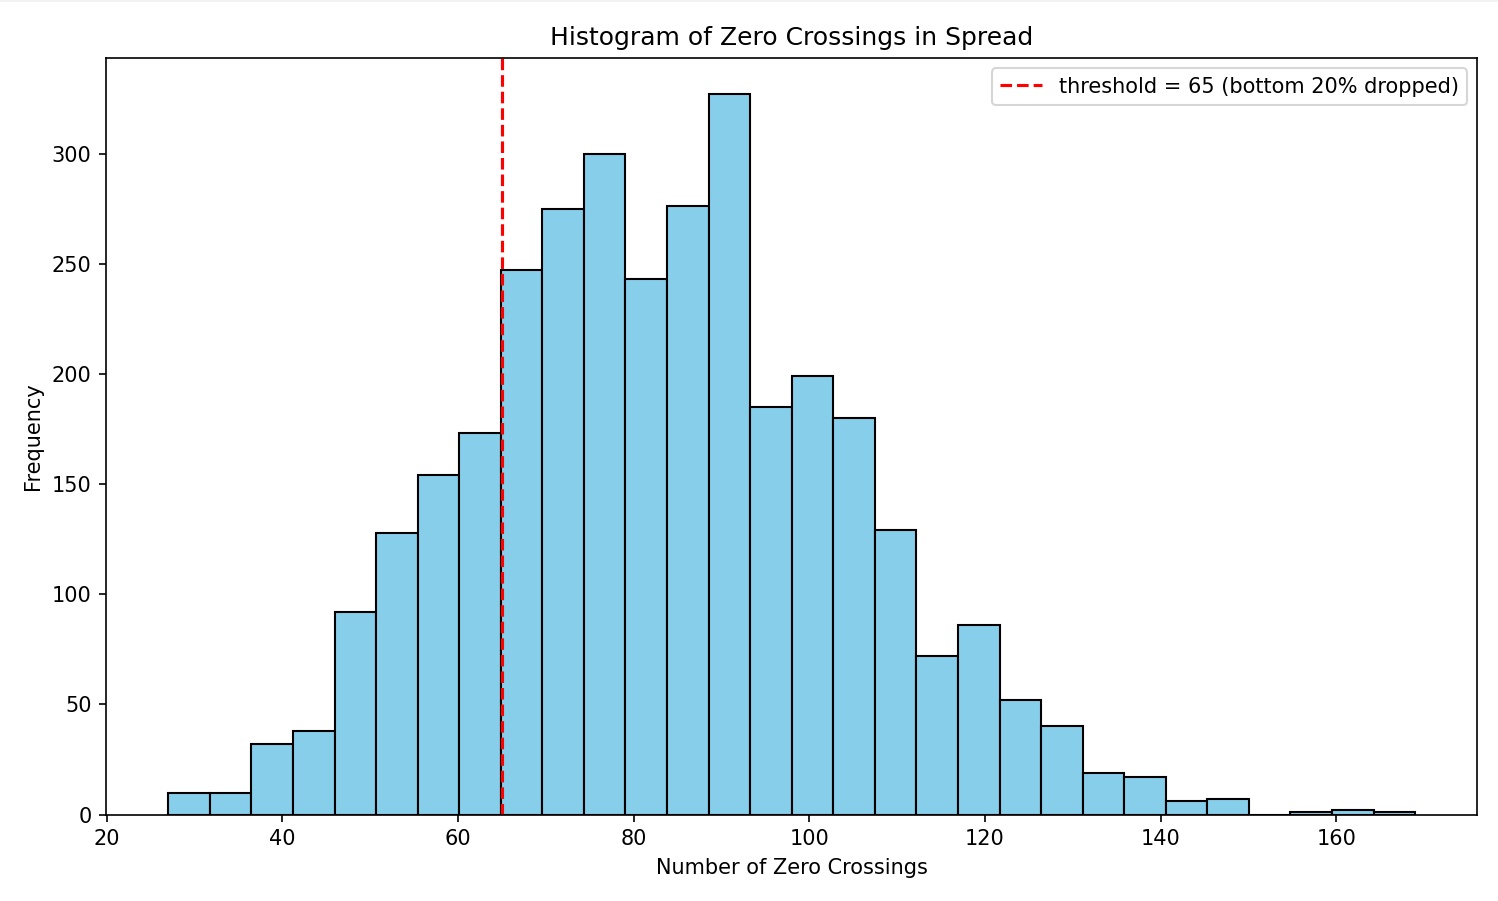 Histogram of Zero Crossings in Spread
threshold = 65 (bottom 20% dropped)
Frequency
300
250
200
150
100
50
0
20 40 60 80 100 120 140 160
Number of Zero Crossings